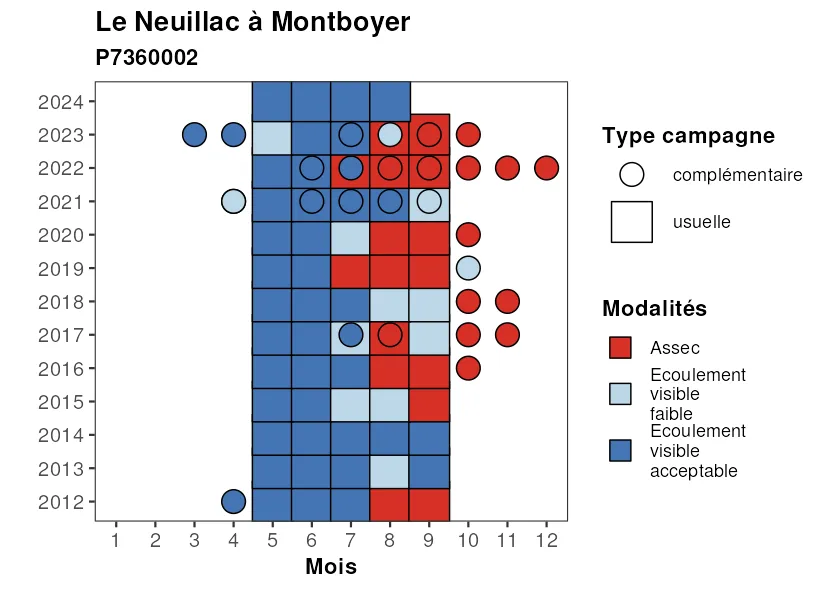 Le Neuillac à Montboyer
P7360002
2024
2023
2022
2021
2020
2019
2018
2017
2016
2015
2014
2013
2012
1 2 3 4 5 6 7 8 9 10 11 12
Mois
Type campagne
complémentaire
usuelle
Modalités
Assec
Ecoulement
visible
faible
Ecoulement
visible
acceptable